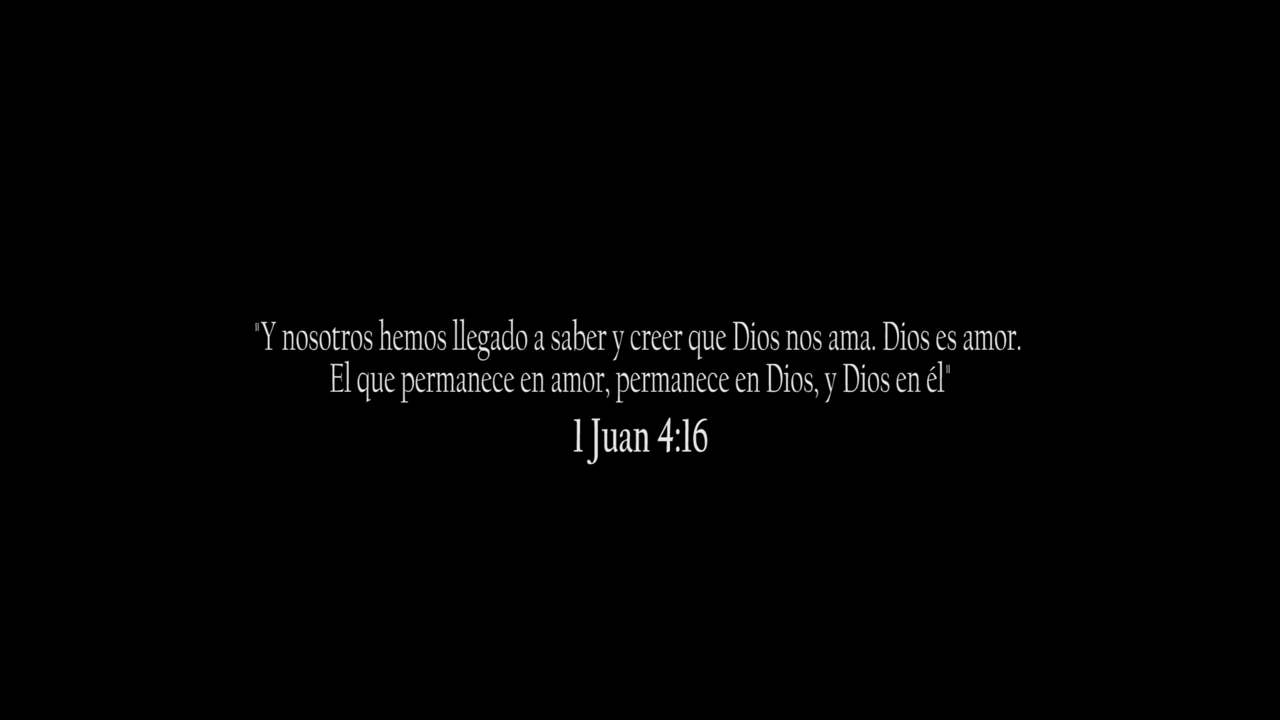 "Y nosotros hemos llegado a saber y creer que Dios nos ama. Dios es amor.
El que permanece en amor, permanece en Dios, y Dios en él"
1 Juan 4:16